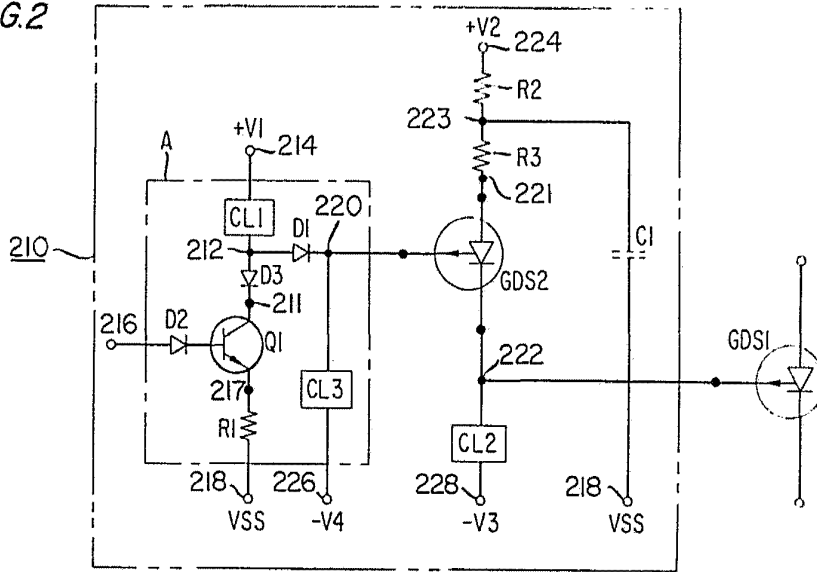 G.2
+V2
224
R2
223
+V1
214
A
R3
221
CL1
220
D1
210
212
D3
GDS2
C1
211
216
D2
Q1
GDS1
217
CL3
222
R1
CL2
218
226
228
218
VSS
-V4
-V3
VSS